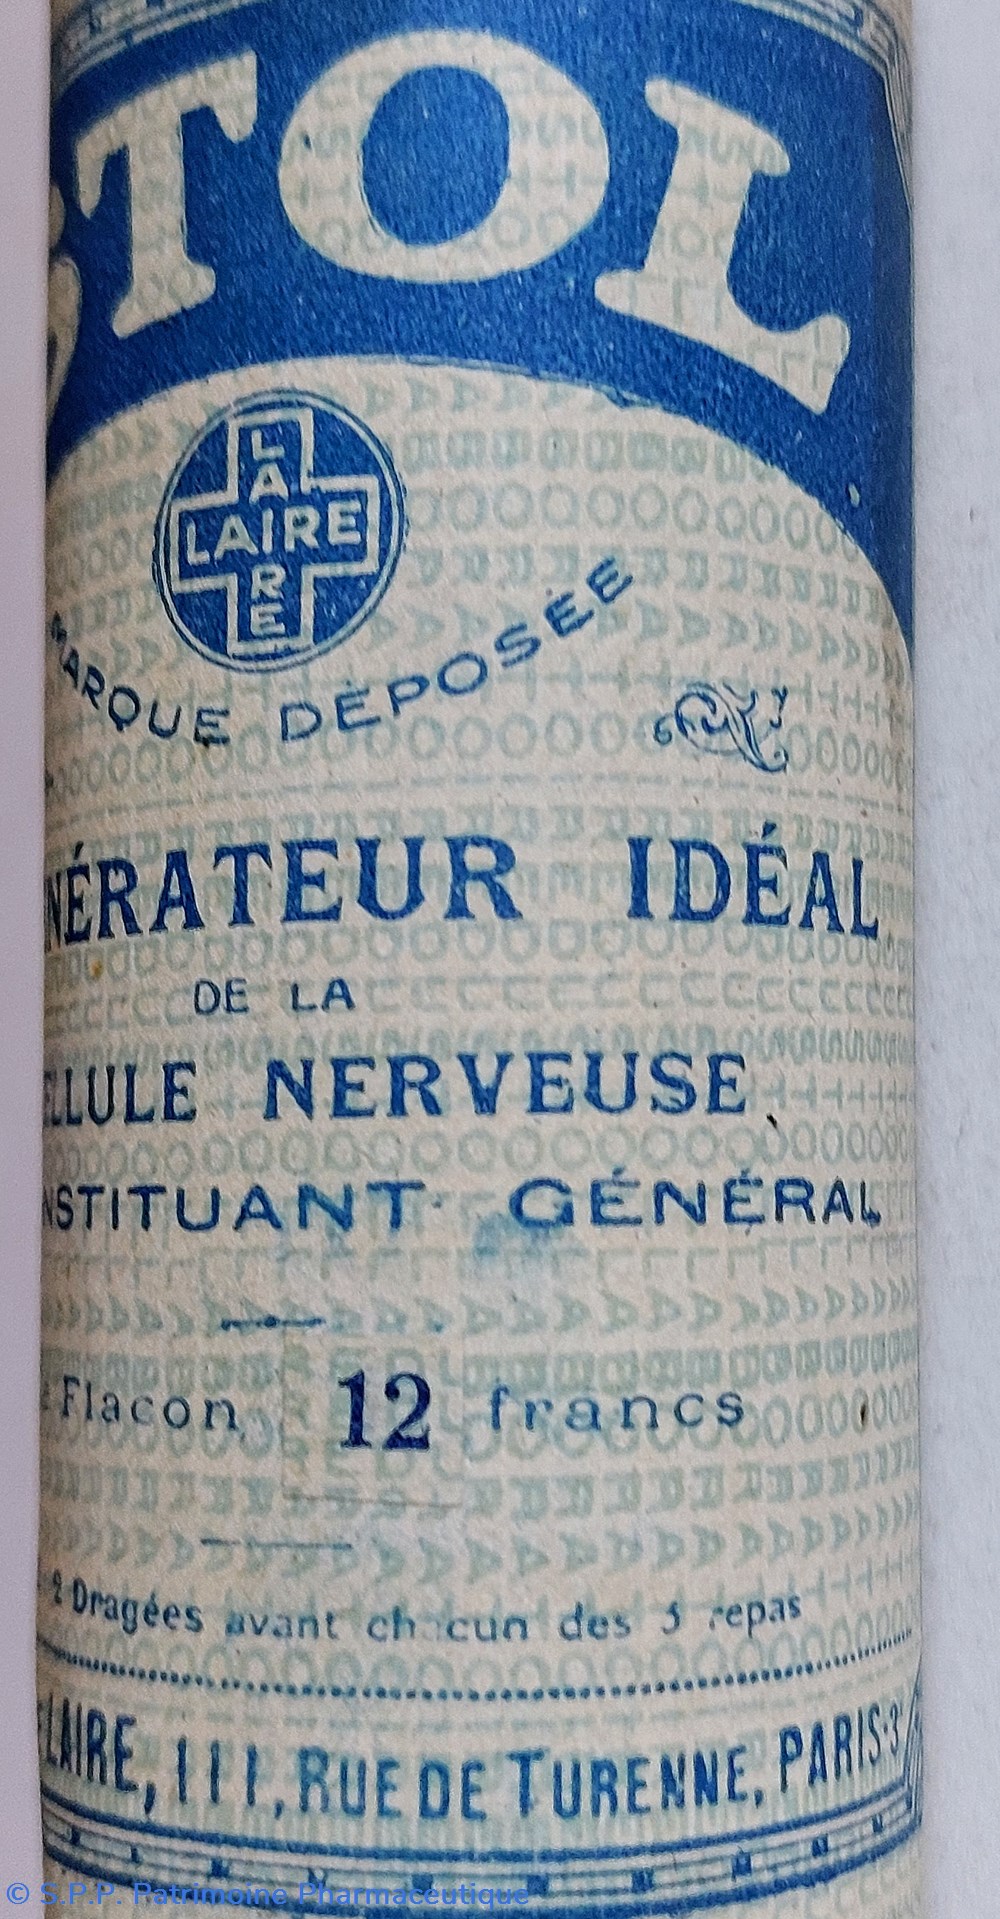 STOL
LAIRE
LAIRE
MARQUE DÉPOSÉE
NÉRATEUR IDÉAL
DE LA
ELLULE NERVEUSE
NSTITUANT GÉNÉRAL
Flacon 12 francs
2 Dragées avant chacun des 3 repas
LAIRE, 111, RUE DE TURENNE, PARIS-3
© S.P.P. Patrimoine Pharmaceutique